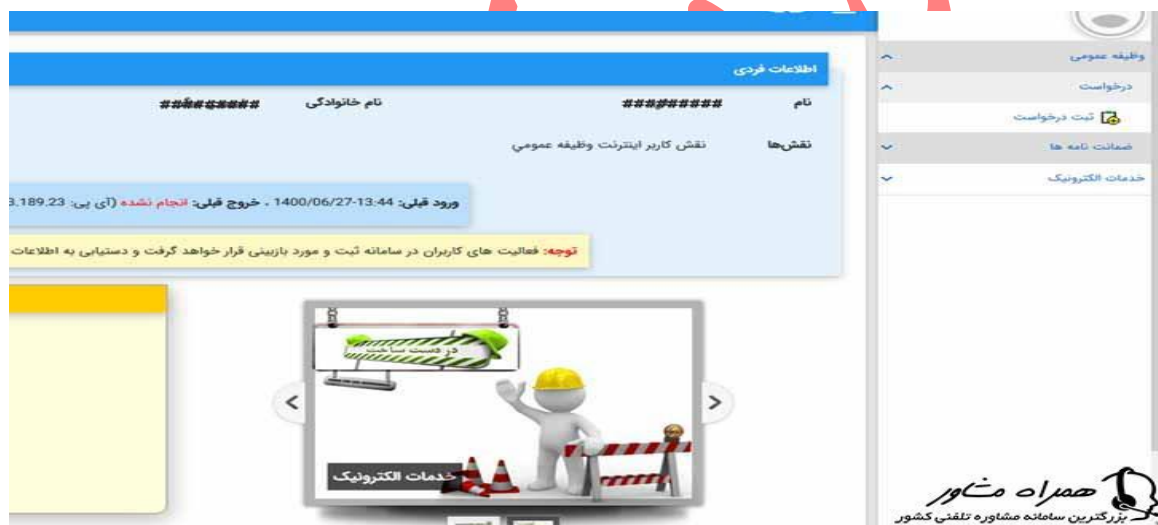 وظیفه عمومی
درخواست
ثبت درخواست
ضمانت نامه ها
خدمات الکترونیک
اطلاعات فردی
نام ######### نام خانوادگی #########
نقش‌ها نقش کاربر اینترنت وظیفه عمومي
ورود قبلی: 13:44-1400/06/27 ، خروج قبلی: انجام نشده (آی پی: 3.189.23
توجه: فعالیت های کاربران در سامانه ثبت و مورد بازبینی قرار خواهد گرفت و دستیابی به اطلاعات
در دست ساخت
خدمات الکترونیک
همراه مشاور
بزرگترین سامانه مشاوره تلفنی کشور